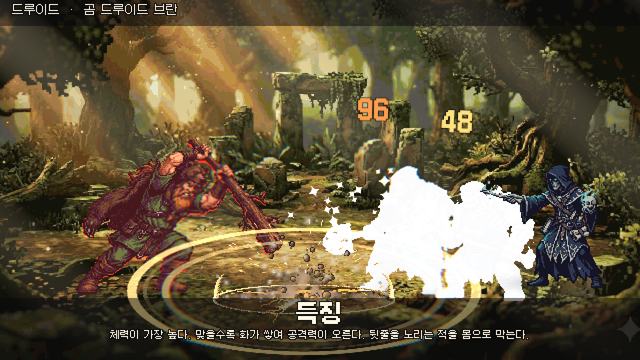 드루이드 · 곰 드루이드 브란
96
48
특징
체력이 가장 높다. 맞을수록 화가 쌓여 공격력이 오른다. 뒷줄을 노리는 적을 몸으로 막는다.